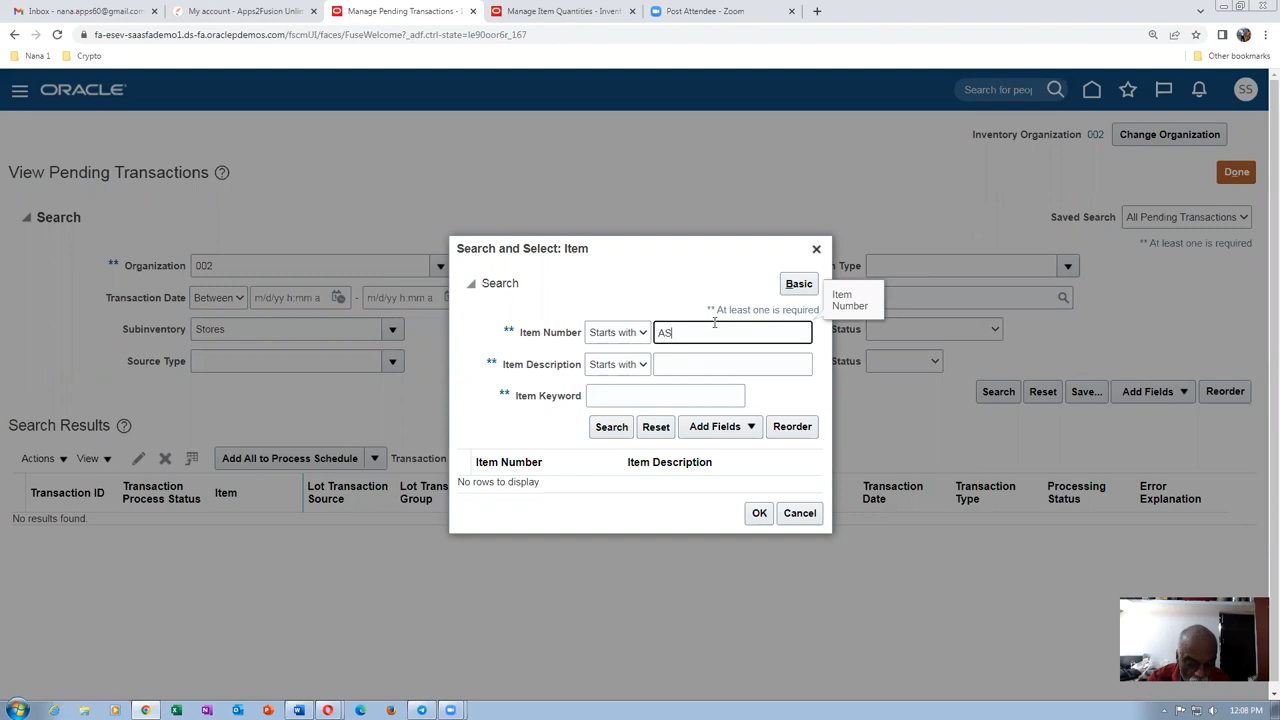 Inbox - nana.apps60@gmail.com
My account - Apps2Fusion Unlim
Manage Pending Transactions -
Manage Item Quantities - Invent
Post Attendee - Zoom
fa-esev-saasfademo1.ds-fa.oraclepdemos.com/fscmUI/faces/FuseWelcome?_adf.ctrl-state=le90oor6r_167
Nana 1
Crypto
Other bookmarks
ORACLE
Search for peop
SS
Inventory Organization 002 Change Organization
View Pending Transactions
Done
Search
Saved Search All Pending Transactions
** At least one is required
** Organization 002
n Type
Transaction Date Between m/d/yy h:mm a - m/d/yy h:mm a
Subinventory Stores
Status
Source Type
Status
Search Reset Save... Add Fields Reorder
Search Results
Actions View Add All to Process Schedule Transaction
Transaction ID
Transaction Process Status
Item
Lot Transaction Source
Lot Trans Group
Transaction Date
Transaction Type
Processing Status
Error Explanation
No results found.
Search and Select: Item
Search
Basic
** At least one is required
Item Number
** Item Number Starts with AS
** Item Description Starts with
** Item Keyword
Search Reset Add Fields Reorder
Item Number Item Description
No rows to display
OK Cancel
12:08 PM